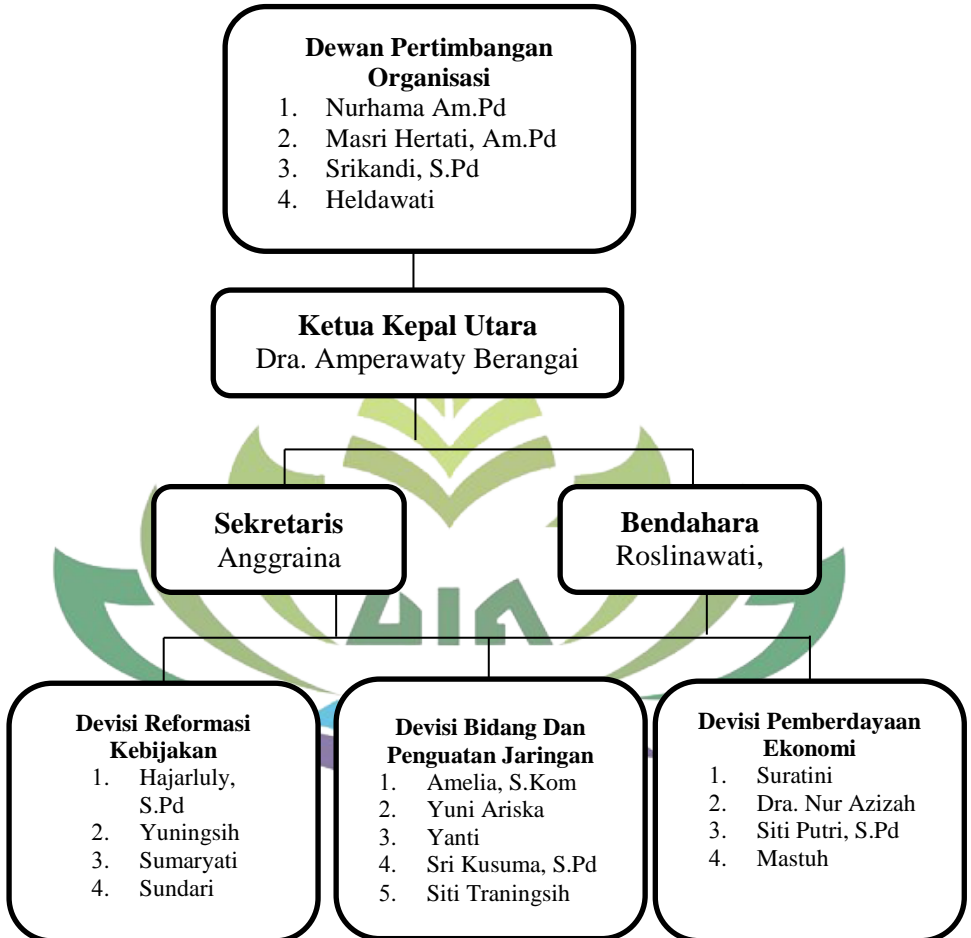 Dewan Pertimbangan
Organisasi
1. Nurhama Am.Pd
2. Masri Hertati, Am.Pd
3. Srikandi, S.Pd
4. Heldawati
Ketua Kepal Utara
Dra. Amperawaty Berangai
Sekretaris
Anggraina
Bendahara
Roslinawati,
UIN
Devisi Reformasi
Kebijakan
1. Hajarluly,
S.Pd
2. Yuningsih
3. Sumaryati
4. Sundari
Devisi Bidang Dan
Penguatan Jaringan
1. Amelia, S.Kom
2. Yuni Ariska
3. Yanti
4. Sri Kusuma, S.Pd
5. Siti Traningsih
Devisi Pemberdayaan
Ekonomi
1. Suratini
2. Dra. Nur Azizah
3. Siti Putri, S.Pd
4. Mastuh